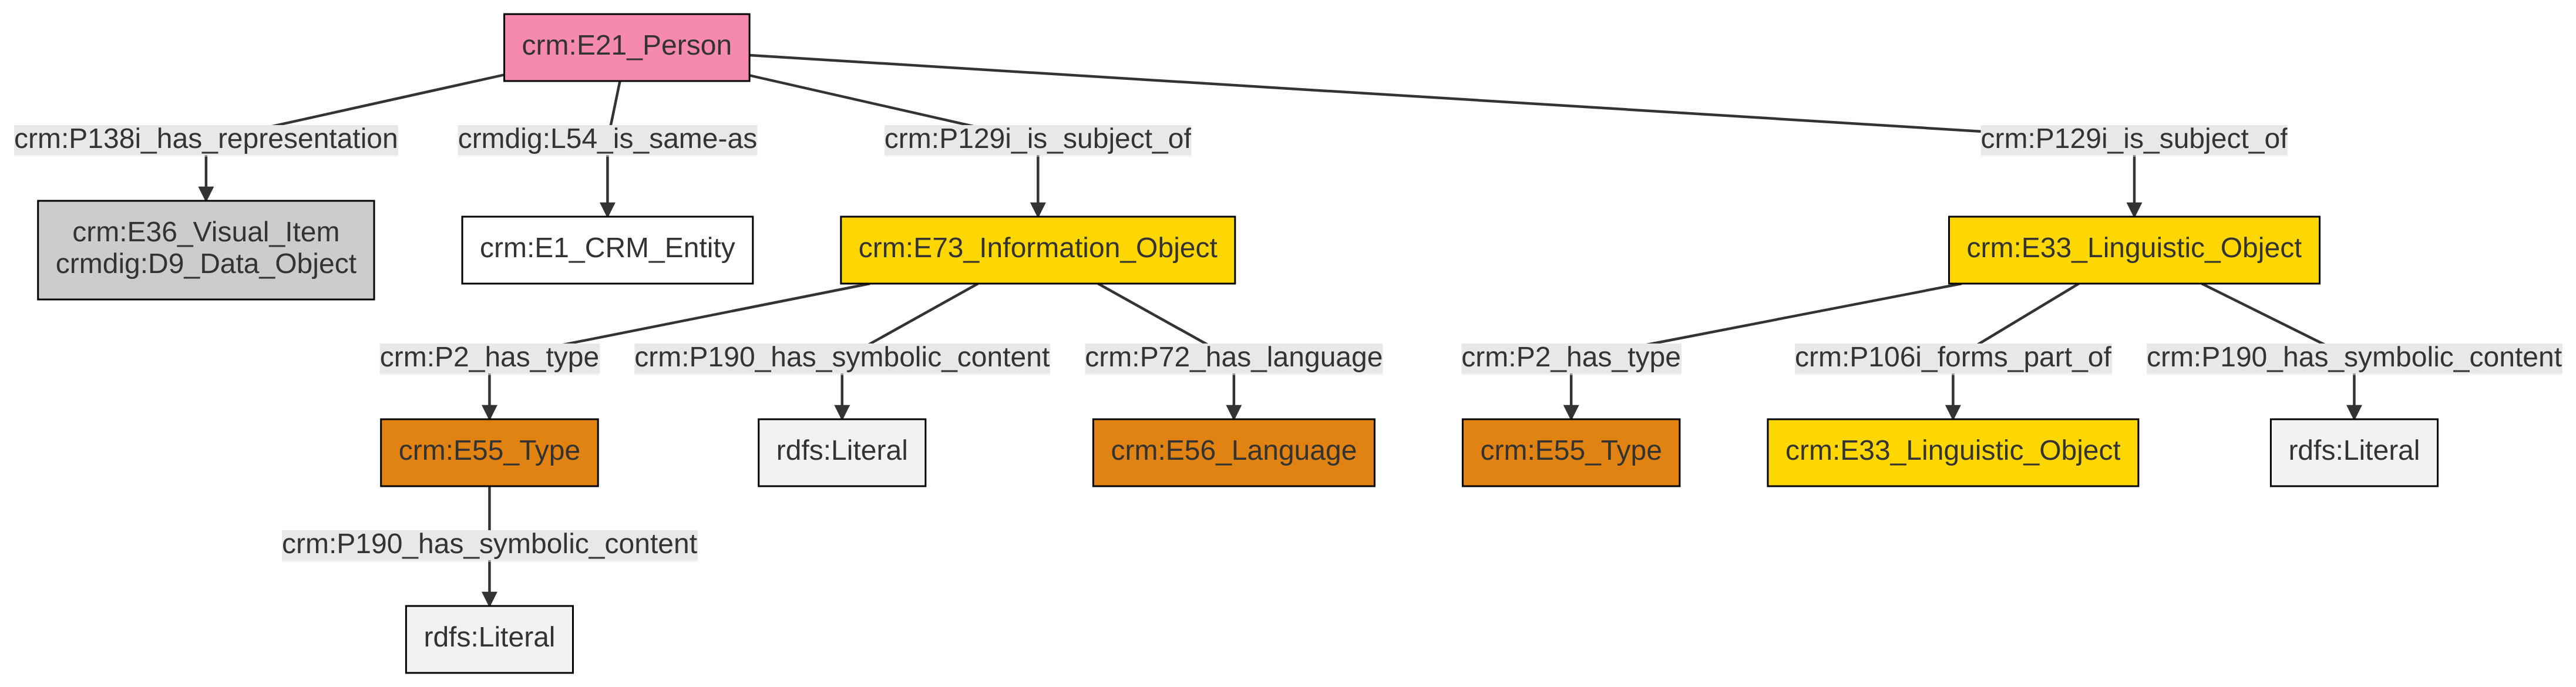 crm:E21_Person
crm:P138i_has_representation
crmdig:L54_is_same-as
crm:P129i_is_subject_of
crm:P129i_is_subject_of
crm:E36_Visual_Item
crmdig:D9_Data_Object
crm:E1_CRM_Entity
crm:E73_Information_Object
crm:E33_Linguistic_Object
crm:P2_has_type
crm:P190_has_symbolic_content
crm:P72_has_language
crm:P2_has_type
crm:P106i_forms_part_of
crm:P190_has_symbolic_content
crm:E55_Type
rdfs:Literal
crm:E56_Language
crm:E55_Type
crm:E33_Linguistic_Object
rdfs:Literal
crm:P190_has_symbolic_content
rdfs:Literal